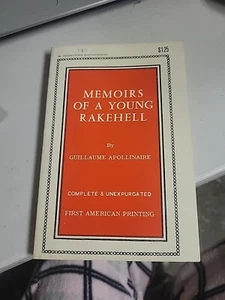 $1.25
MEMOIRS
OF A YOUNG
RAKEHELL
By
GUILLAUME APOLLINAIRE
COMPLETE & UNEXPURGATED
FIRST AMERICAN PRINTING